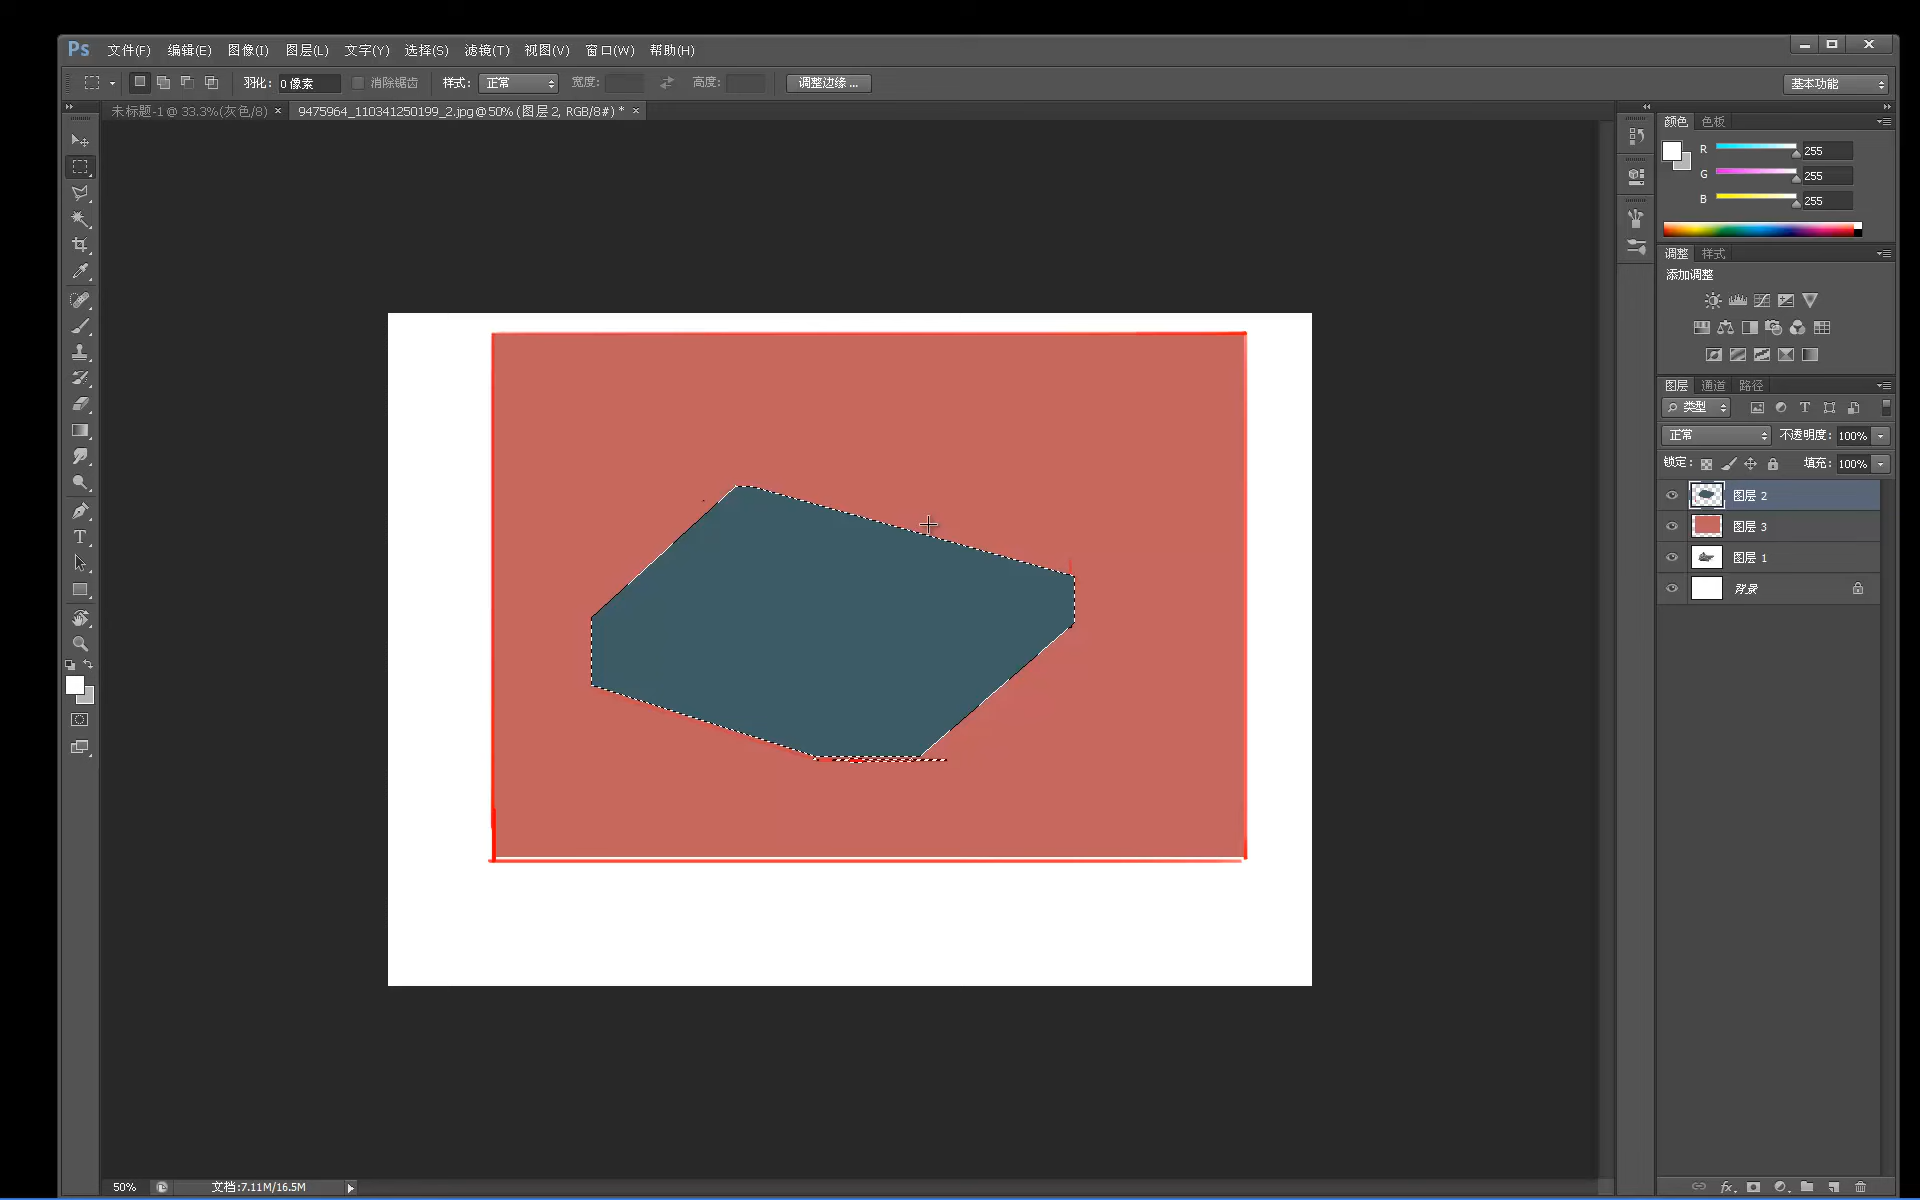 Ps 文件(F) 编辑(E) 图像(I) 图层(L) 文字(Y) 选择(S) 滤镜(T) 视图(V) 窗口(W) 帮助(H)
羽化: 0 像素 消除锯齿 样式: 正常 宽度: 高度: 调整边缘 ... 基本功能
未标题-1 @ 33.3%(灰色/8) × 9475964_110341250199_2.jpg @ 50% (图层 2, RGB/8#) * ×
颜色 色板
R 255
G 255
B 255
调整 样式
添加调整
图层 通道 路径
类型
正常 不透明度: 100%
锁定: 填充: 100%
图层 2
图层 3
图层 1
背景
50% 文档:7.11M/16.5M